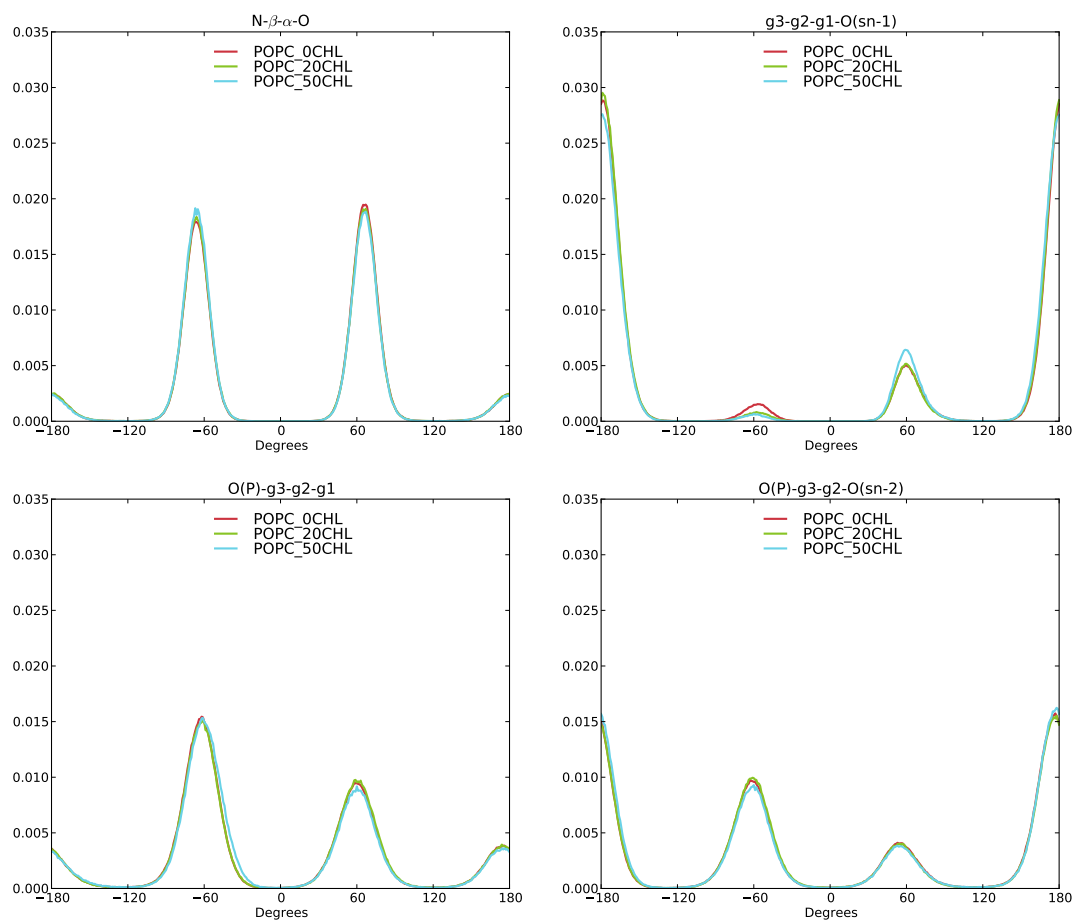 N-β-α-O
0.035
0.030
0.025
0.020
0.015
0.010
0.005
0.000
POPC_0CHL
POPC_20CHL
POPC_50CHL
−180 −120 −60 0 60 120 180
Degrees
g3-g2-g1-O(sn-1)
0.035
0.030
0.025
0.020
0.015
0.010
0.005
0.000
POPC_0CHL
POPC_20CHL
POPC_50CHL
−180 −120 −60 0 60 120 180
Degrees
O(P)-g3-g2-g1
0.035
0.030
0.025
0.020
0.015
0.010
0.005
0.000
POPC_0CHL
POPC_20CHL
POPC_50CHL
−180 −120 −60 0 60 120 180
Degrees
O(P)-g3-g2-O(sn-2)
0.035
0.030
0.025
0.020
0.015
0.010
0.005
0.000
POPC_0CHL
POPC_20CHL
POPC_50CHL
−180 −120 −60 0 60 120 180
Degrees